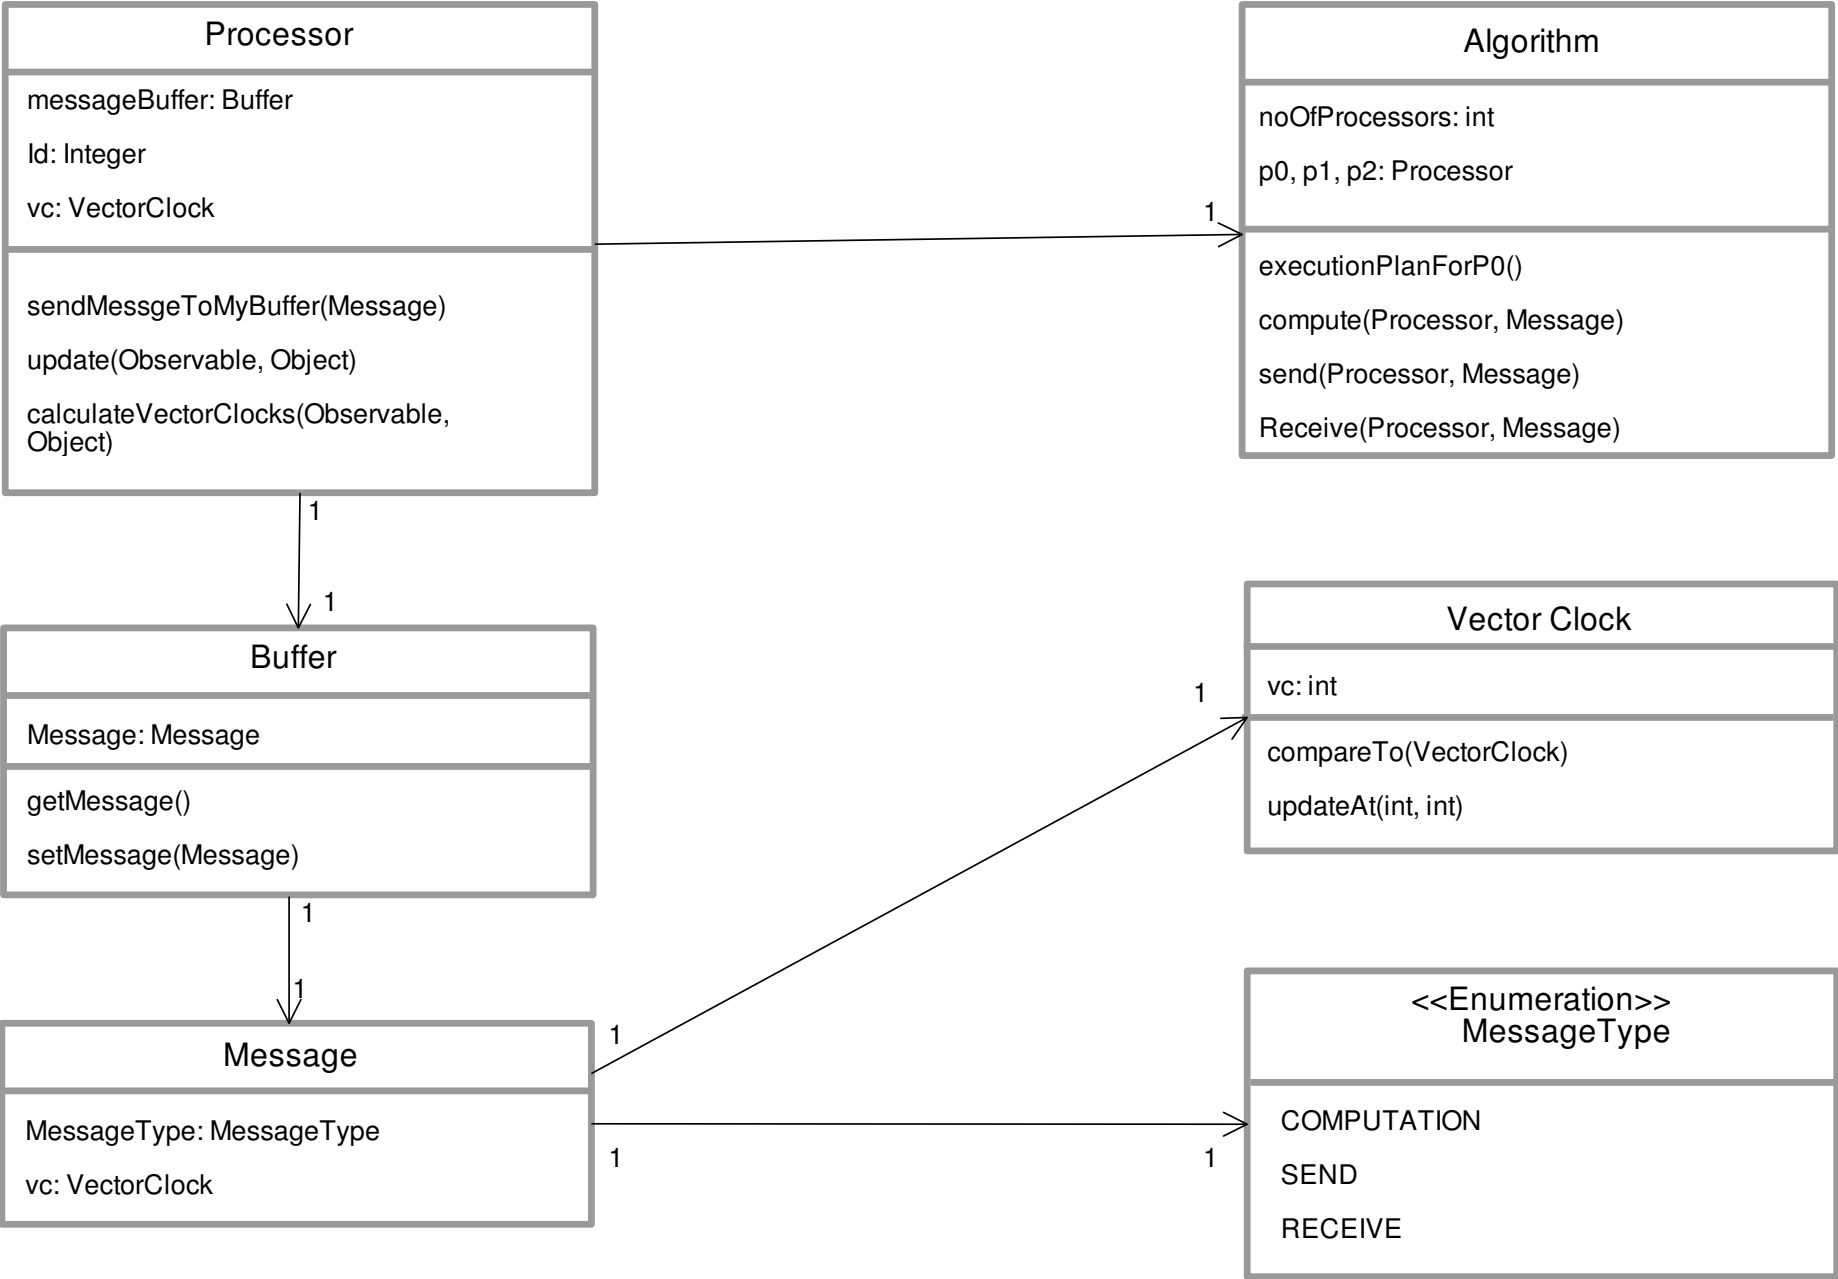 Processor
messageBuffer: Buffer
Id: Integer
vc: VectorClock
sendMessgeToMyBuffer(Message)
update(Observable, Object)
calculateVectorClocks(Observable,
Object)
1
1
Algorithm
noOfProcessors: int
p0, p1, p2: Processor
1
executionPlanForP0()
compute(Processor, Message)
send(Processor, Message)
Receive(Processor, Message)
Buffer
Message: Message
getMessage()
setMessage(Message)
1
1
Vector Clock
vc: int
compareTo(VectorClock)
updateAt(int, int)
1
Message
MessageType: MessageType
vc: VectorClock
1
1
1
<<Enumeration>>
MessageType
COMPUTATION
SEND
RECEIVE